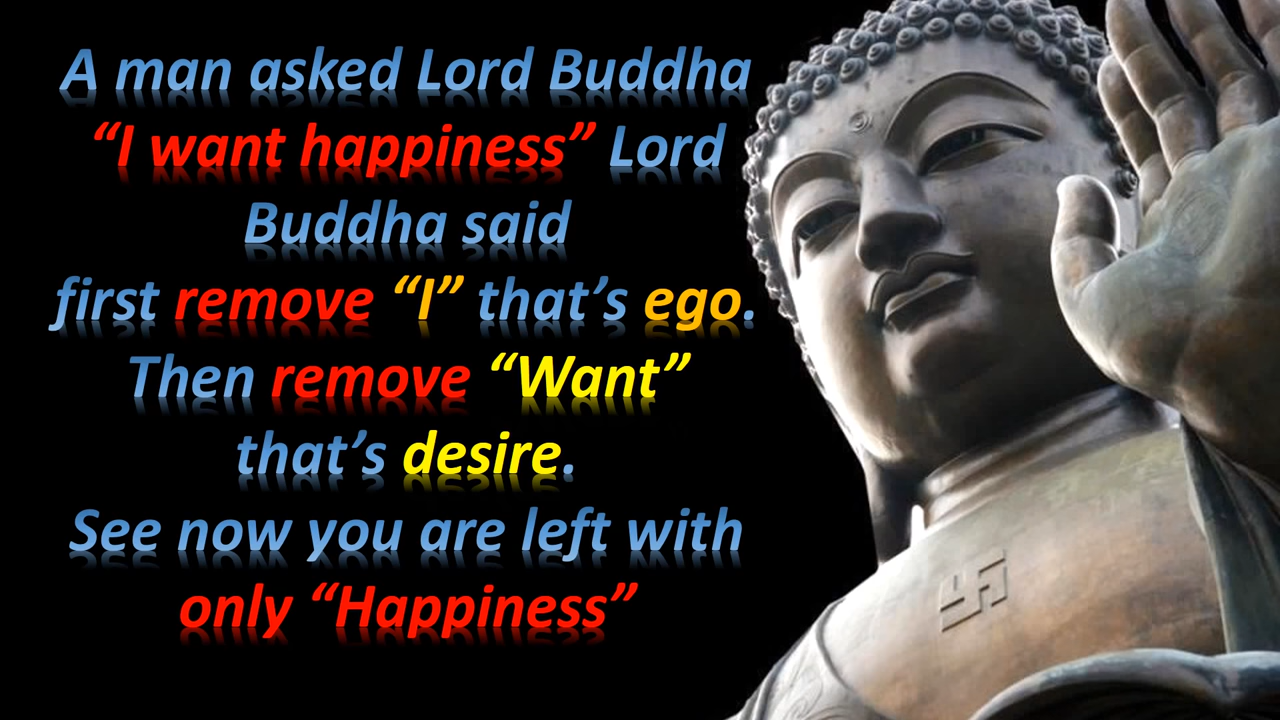 A man asked Lord Buddha
“I want happiness” Lord
Buddha said
first remove “I” that’s ego.
Then remove “Want”
that’s desire.
See now you are left with
only “Happiness”